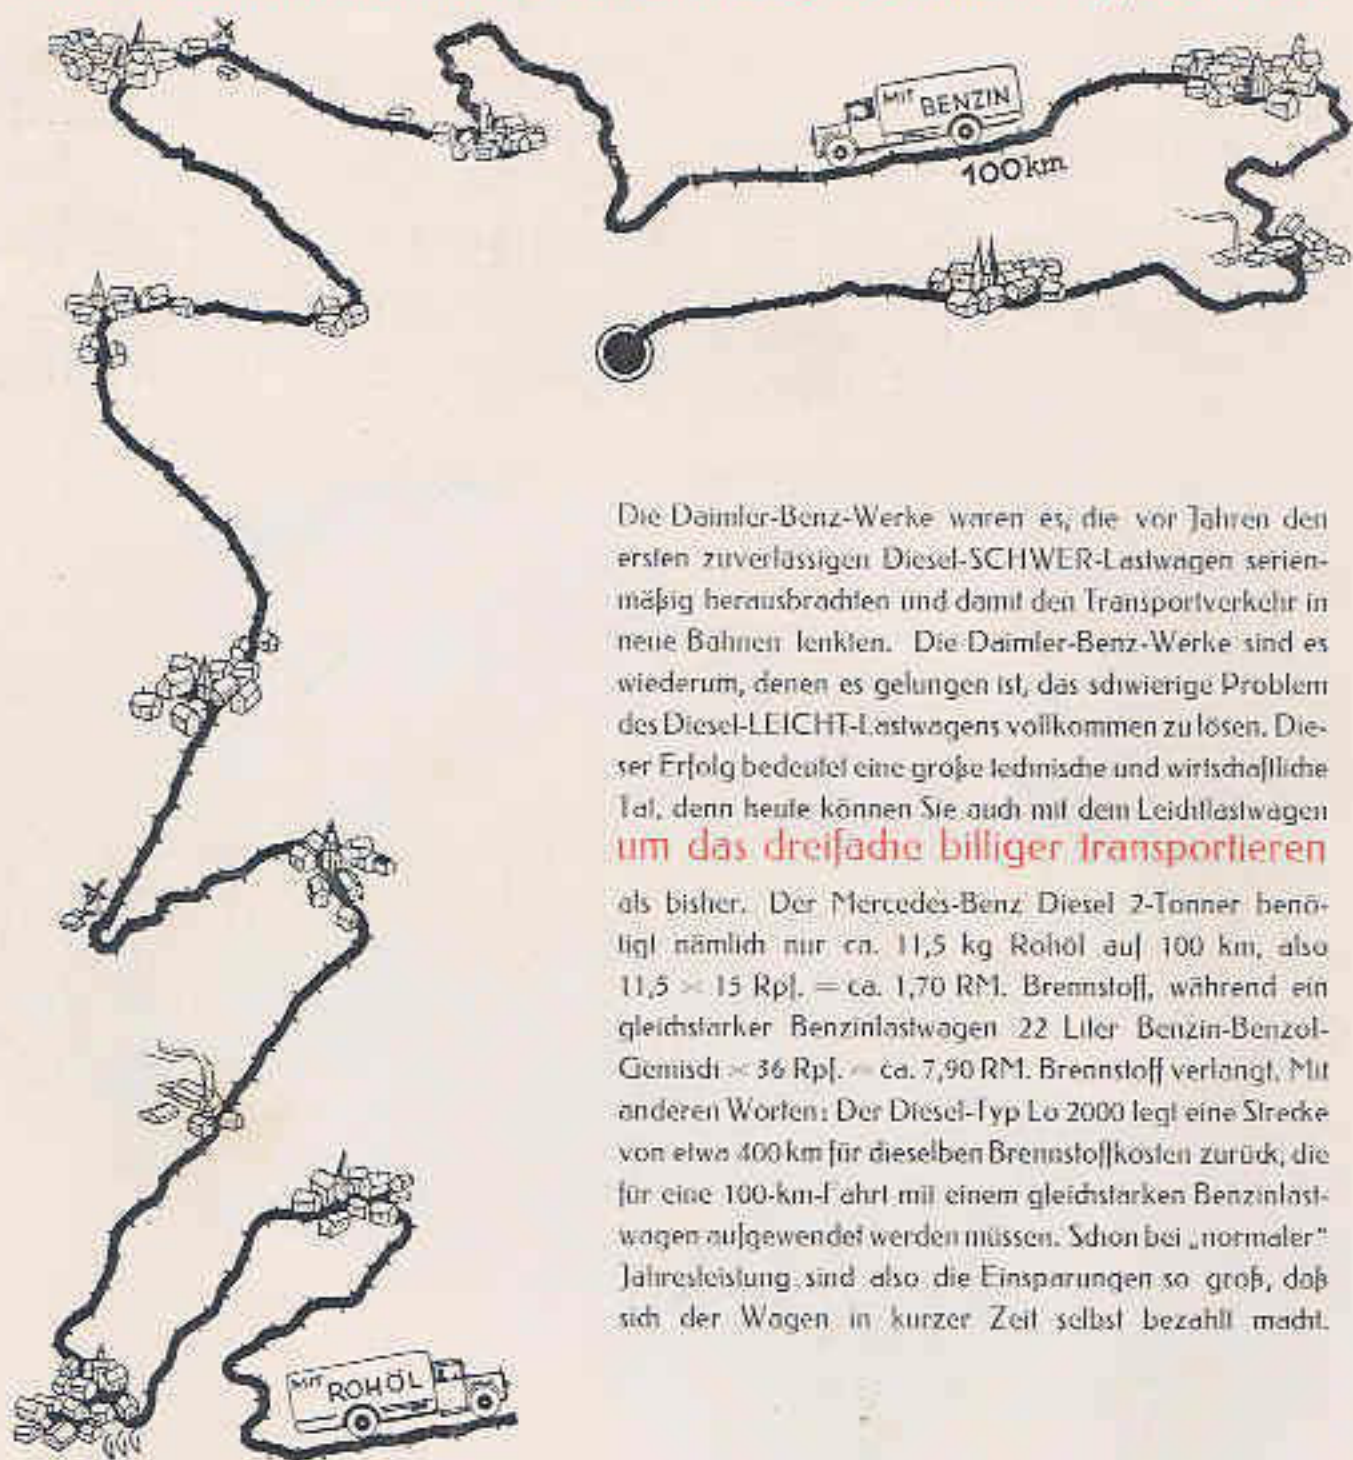 MIT BENZIN
100km
Die Daimler-Benz-Werke waren es, die vor Jahren den
ersten zuverlässigen Diesel-SCHWER-Lastwagen serien-
mäßig herausbrachten und damit den Transportverkehr in
neue Bahnen lenkten. Die Daimler-Benz-Werke sind es
wiederum, denen es gelungen ist, das schwierige Problem
des Diesel-LEICHT-Lastwagens vollkommen zu lösen. Die-
ser Erfolg bedeutet eine große technische und wirtschaftliche
Tat, denn heute können Sie auch mit dem Leichtlastwagen
um das dreifache billiger transportieren
als bisher. Der Mercedes-Benz Diesel 2-Tonner benö-
tigt nämlich nur ca. 11,5 kg Rohöl auf 100 km, also
11,5 × 15 Rpf. = ca. 1,70 RM. Brennstoff, während ein
gleichstarker Benzinlastwagen 22 Liter Benzin-Benzol-
Gemisch × 36 Rpf. = ca. 7,90 RM. Brennstoff verlangt. Mit
anderen Worten: Der Diesel-Typ Lo 2000 legt eine Strecke
von etwa 400 km für dieselben Brennstoffkosten zurück, die
für eine 100-km-Fahrt mit einem gleichstarken Benzinlast-
wagen aufgewendet werden müssen. Schon bei „normaler"
Jahresleistung sind also die Einsparungen so groß, daß
sich der Wagen in kurzer Zeit selbst bezahlt macht.
MIT ROHÖL